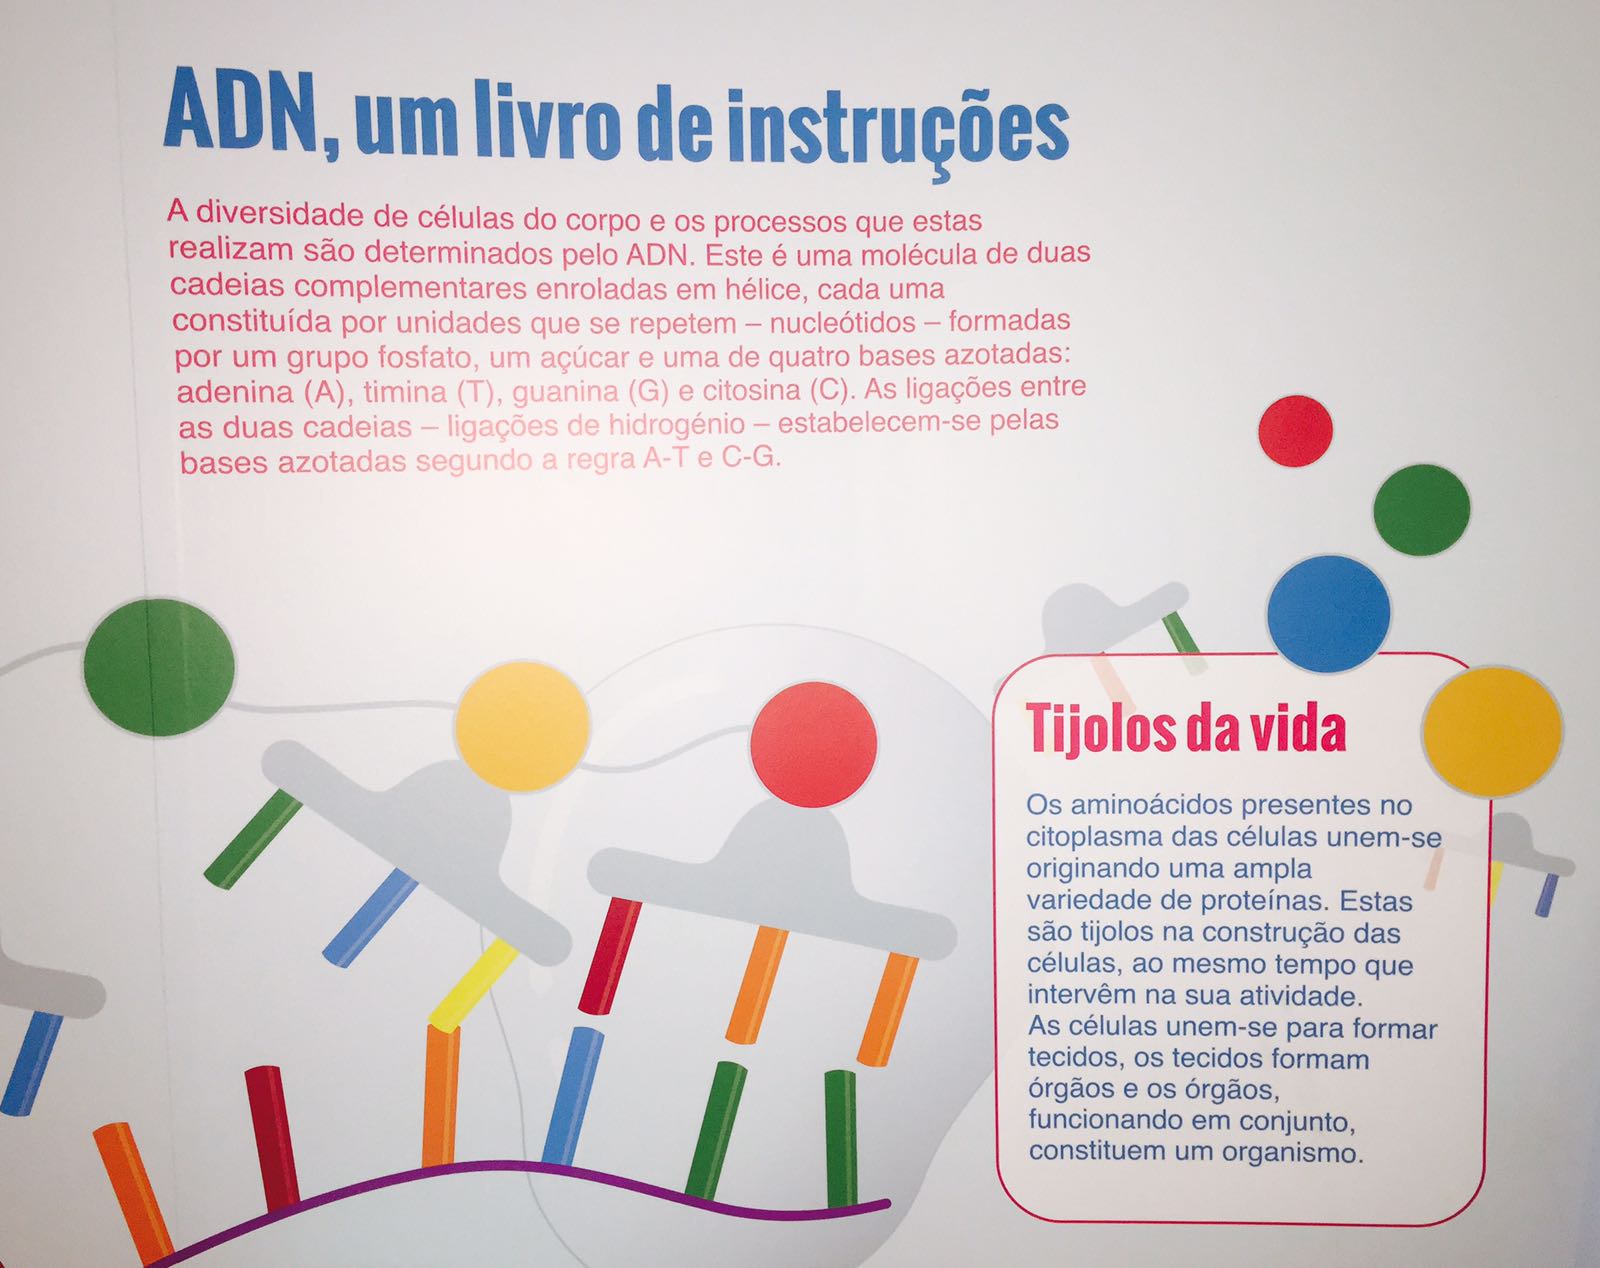 ADN, um livro de instruções
A diversidade de células do corpo e os processos que estas
realizam são determinados pelo ADN. Este é uma molécula de duas
cadeias complementares enroladas em hélice, cada uma
constituída por unidades que se repetem – nucleótidos – formadas
por um grupo fosfato, um açúcar e uma de quatro bases azotadas:
adenina (A), timina (T), guanina (G) e citosina (C). As ligações entre
as duas cadeias – ligações de hidrogénio – estabelecem-se pelas
bases azotadas segundo a regra A-T e C-G.
Tijolos da vida
Os aminoácidos presentes no
citoplasma das células unem-se
originando uma ampla
variedade de proteínas. Estas
são tijolos na construção das
células, ao mesmo tempo que
intervêm na sua atividade.
As células unem-se para formar
tecidos, os tecidos formam
órgãos e os órgãos,
funcionando em conjunto,
constituem um organismo.